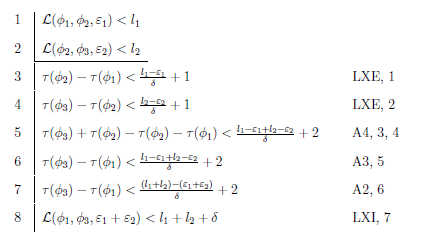 1 ℒ(ϕ₁, ϕ₂, ε₁) < l₁
2 ℒ(ϕ₂, ϕ₃, ε₂) < l₂
3 τ(ϕ₂) − τ(ϕ₁) < (l₁−ε₁)/δ + 1 LXE, 1
4 τ(ϕ₃) − τ(ϕ₂) < (l₂−ε₂)/δ + 1 LXE, 2
5 τ(ϕ₃) + τ(ϕ₂) − τ(ϕ₂) − τ(ϕ₁) < (l₁−ε₁+l₂−ε₂)/δ + 2 A4, 3, 4
6 τ(ϕ₃) − τ(ϕ₁) < (l₁−ε₁+l₂−ε₂)/δ + 2 A3, 5
7 τ(ϕ₃) − τ(ϕ₁) < ((l₁+l₂)−(ε₁+ε₂))/δ + 2 A2, 6
8 ℒ(ϕ₁, ϕ₃, ε₁ + ε₂) < l₁ + l₂ + δ LXI, 7